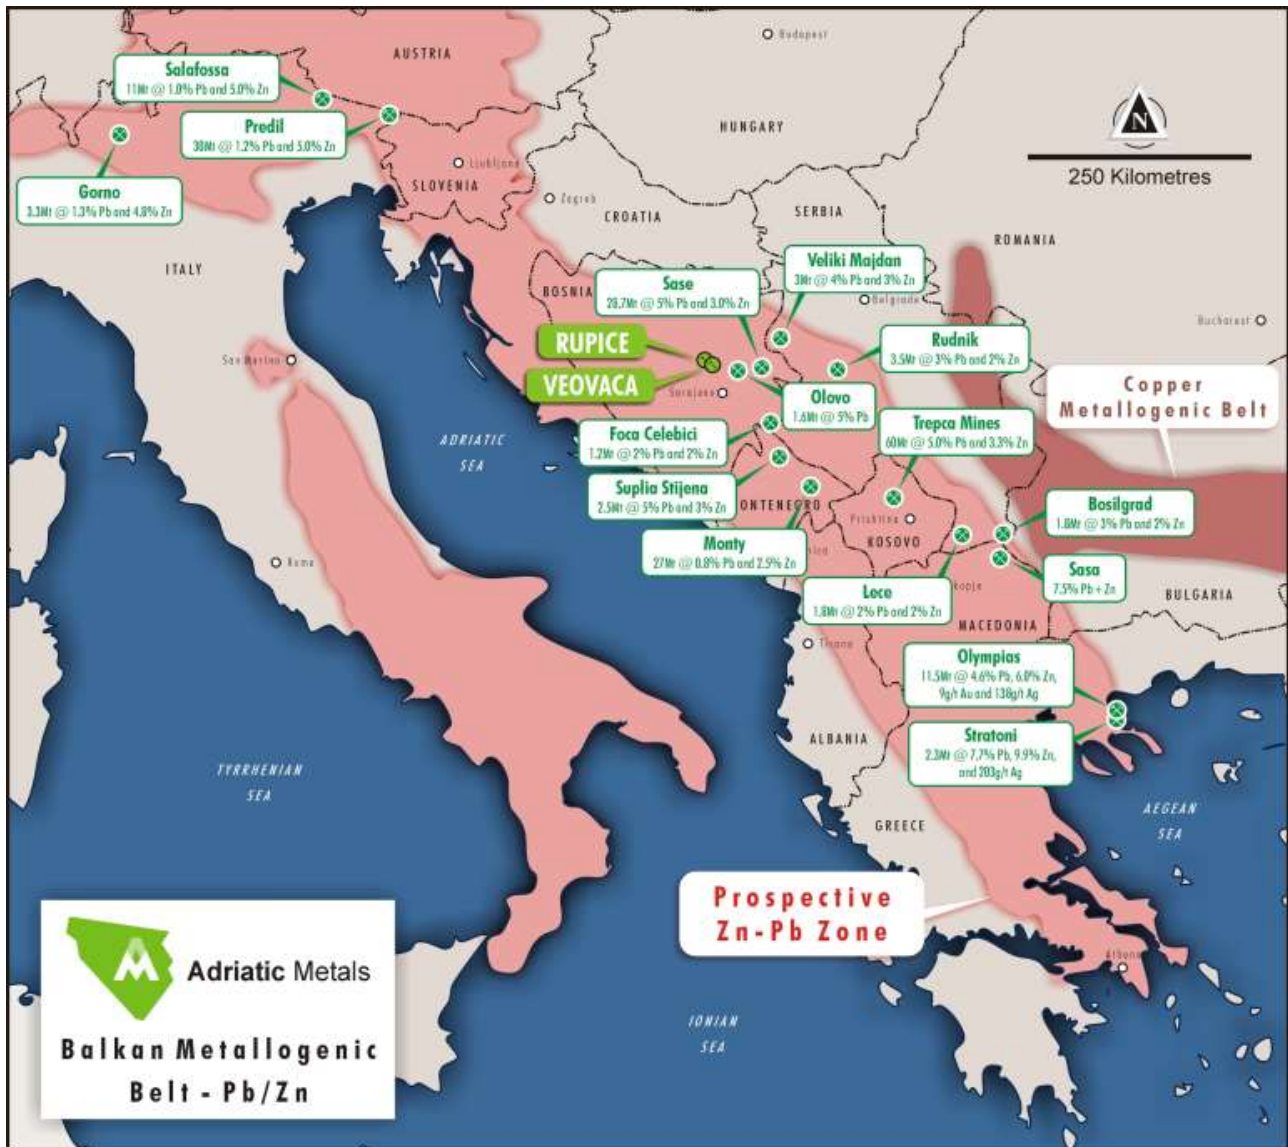 Budapest
AUSTRIA
Salafossa
11Mt @ 1.0% Pb and 5.0% Zn
Predil
38Mt @ 1.2% Pb and 5.0% Zn
HUNGARY
N
250 Kilometres
Ljubljana
SLOVENIA
Gorno
3.3Mt @ 1.3% Pb and 4.8% Zn
Zagreb
CROATIA
SERBIA
ROMANIA
ITALY
Veliki Majdan
3Mt @ 4% Pb and 3% Zn
Sase
28.7Mt @ 5% Pb and 3.0% Zn
BOSNIA
Belgrade
Bucharest
RUPICE
VEOVACA
San Marino
Rudnik
3.5Mt @ 3% Pb and 2% Zn
Sarajevo
Olovo
1.6Mt @ 5% Pb
Copper
Metallogenic Belt
ADRIATIC
SEA
Foca Celebici
1.2Mt @ 2% Pb and 2% Zn
Trepca Mines
60Mt @ 5.0% Pb and 3.3% Zn
Suplia Stijena
2.5Mt @ 5% Pb and 3% Zn
ONTENEGRO
Prishtina
KOSOVO
Bosilgrad
1.8Mt @ 3% Pb and 2% Zn
Monty
27Mt @ 0.8% Pb and 2.5% Zn
Roma
Sasa
7.5% Pb + Zn
Lece
1.8Mt @ 2% Pb and 2% Zn
kopje
BULGARIA
MACEDONIA
Tirana
Olympias
11.5Mt @ 4.6% Pb, 6.0% Zn,
9g/t Au and 138g/t Ag
Stratoni
2.3Mt @ 7.7% Pb, 9.9% Zn,
and 203g/t Ag
ALBANIA
TYRRHENIAN
SEA
GREECE
AEGEAN
SEA
Prospective
Zn-Pb Zone
Athens
Adriatic Metals
Balkan Metallogenic
Belt - Pb/Zn
IONIAN
SEA